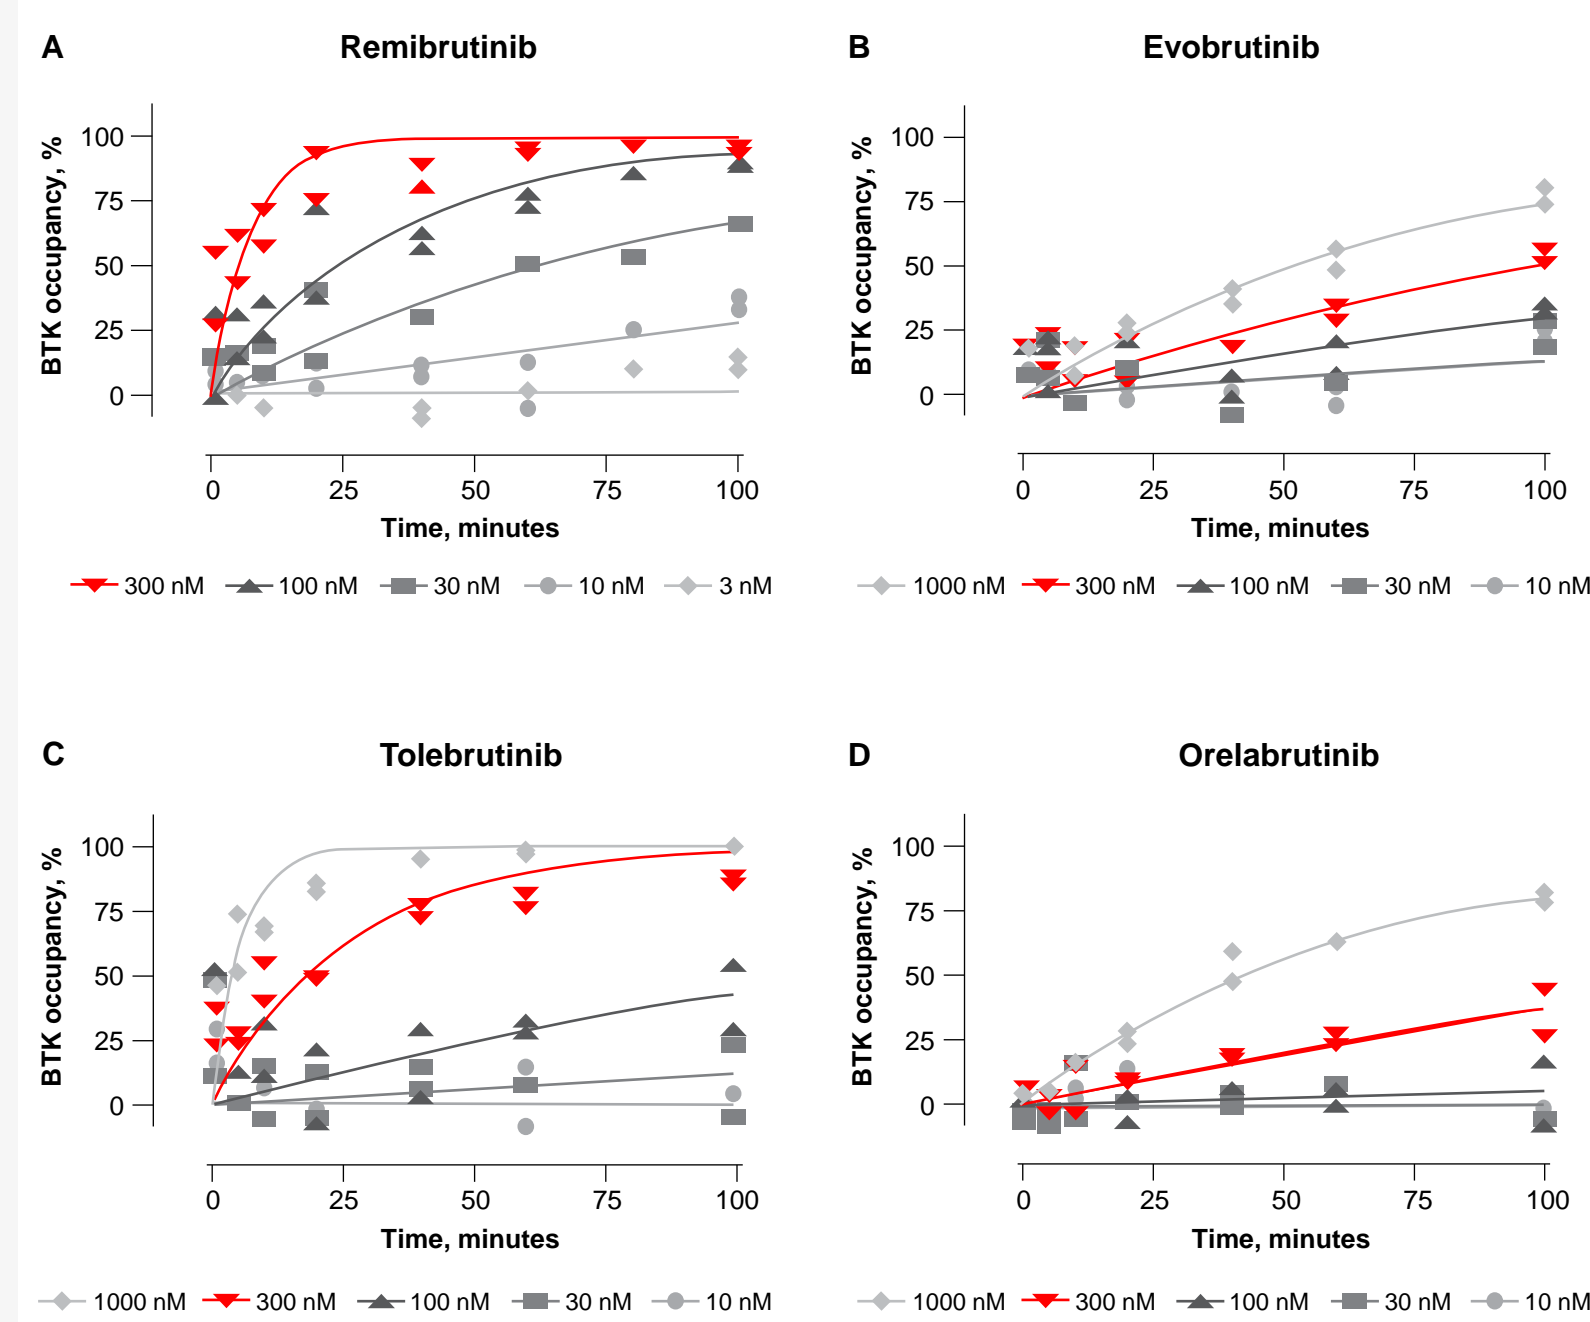 A Remibrutinib
BTK occupancy, %
100
75
50
25
0
0 25 50 75 100
Time, minutes
300 nM 100 nM 30 nM 10 nM 3 nM
B Evobrutinib
BTK occupancy, %
100
75
50
25
0
0 25 50 75 100
Time, minutes
1000 nM 300 nM 100 nM 30 nM 10 nM
C Tolebrutinib
BTK occupancy, %
100
75
50
25
0
0 25 50 75 100
Time, minutes
1000 nM 300 nM 100 nM 30 nM 10 nM
D Orelabrutinib
BTK occupancy, %
100
75
50
25
0
0 25 50 75 100
Time, minutes
1000 nM 300 nM 100 nM 30 nM 10 nM